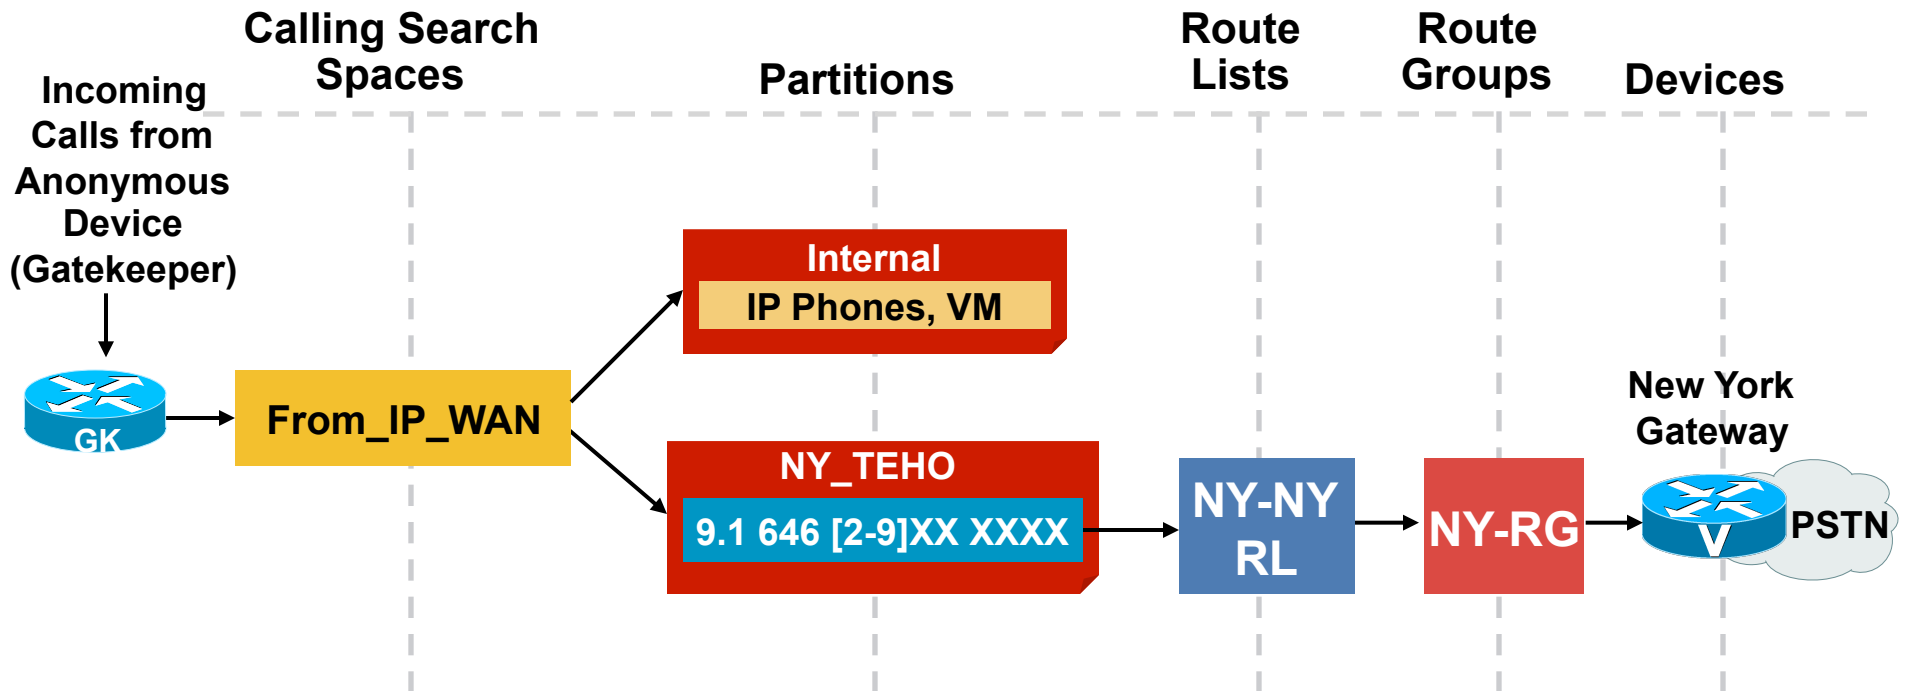 Calling Search
Spaces
Partitions
Route
Lists
Route
Groups
Devices
Incoming
Calls from
Anonymous
Device
(Gatekeeper)
GK
From_IP_WAN
Internal
IP Phones, VM
NY_TEHO
9.1 646 [2-9]XX XXXX
NY-NY
RL
NY-RG
New York
Gateway
V
PSTN